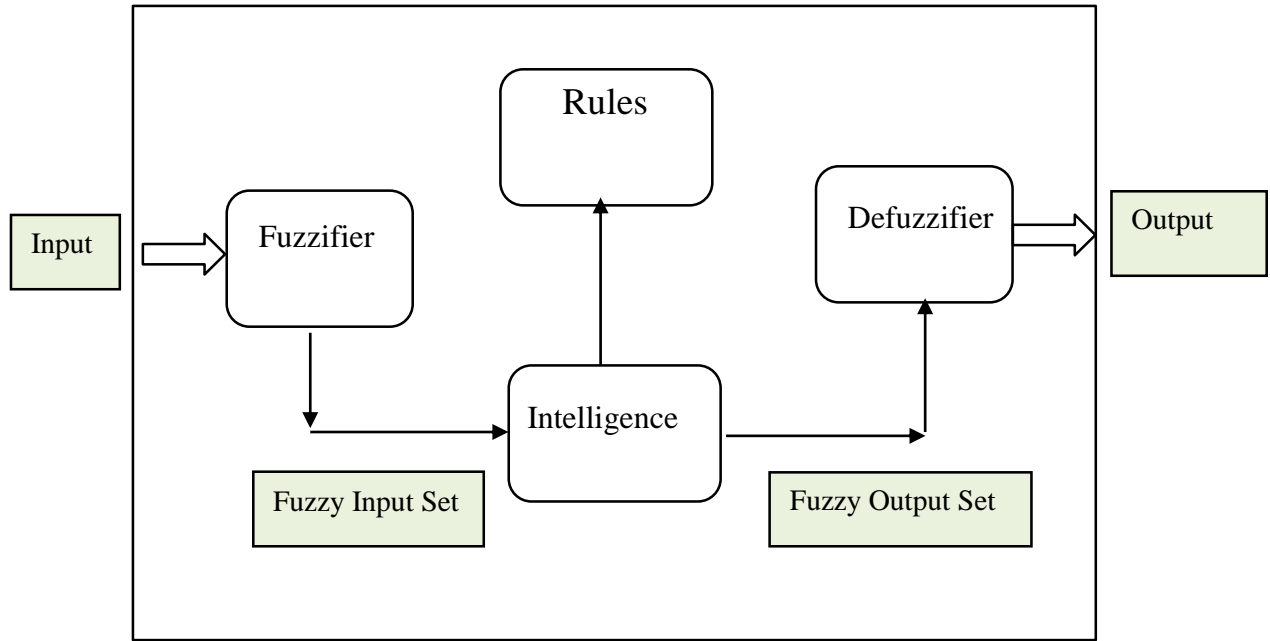 Rules
Input
Fuzzifier
Defuzzifier
Output
Intelligence
Fuzzy Input Set
Fuzzy Output Set